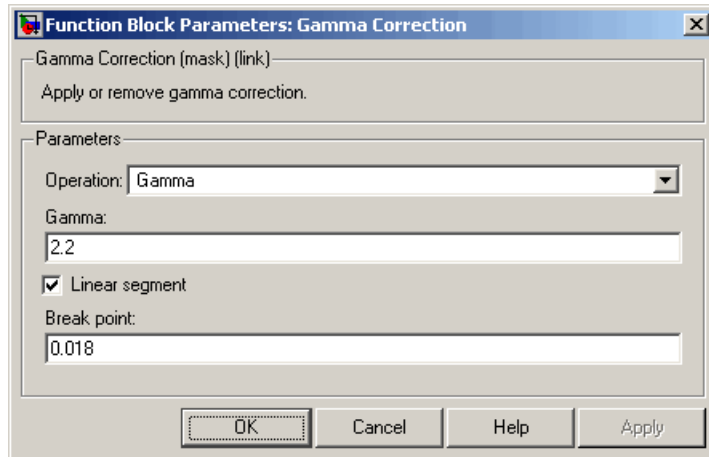 Function Block Parameters: Gamma Correction
Gamma Correction (mask) (link)
Apply or remove gamma correction.
Parameters
Operation: Gamma
Gamma:
2.2
Linear segment
Break point:
0.018
OK Cancel Help Apply